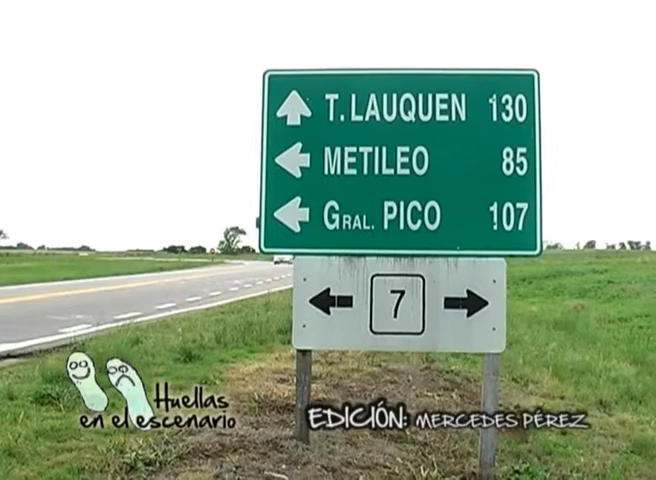 T. LAUQUEN 130
METILEO 85
GRAL. PICO 107
7
Huellas
en el escenario
EDICIÓN: MERCEDES PÉREZ